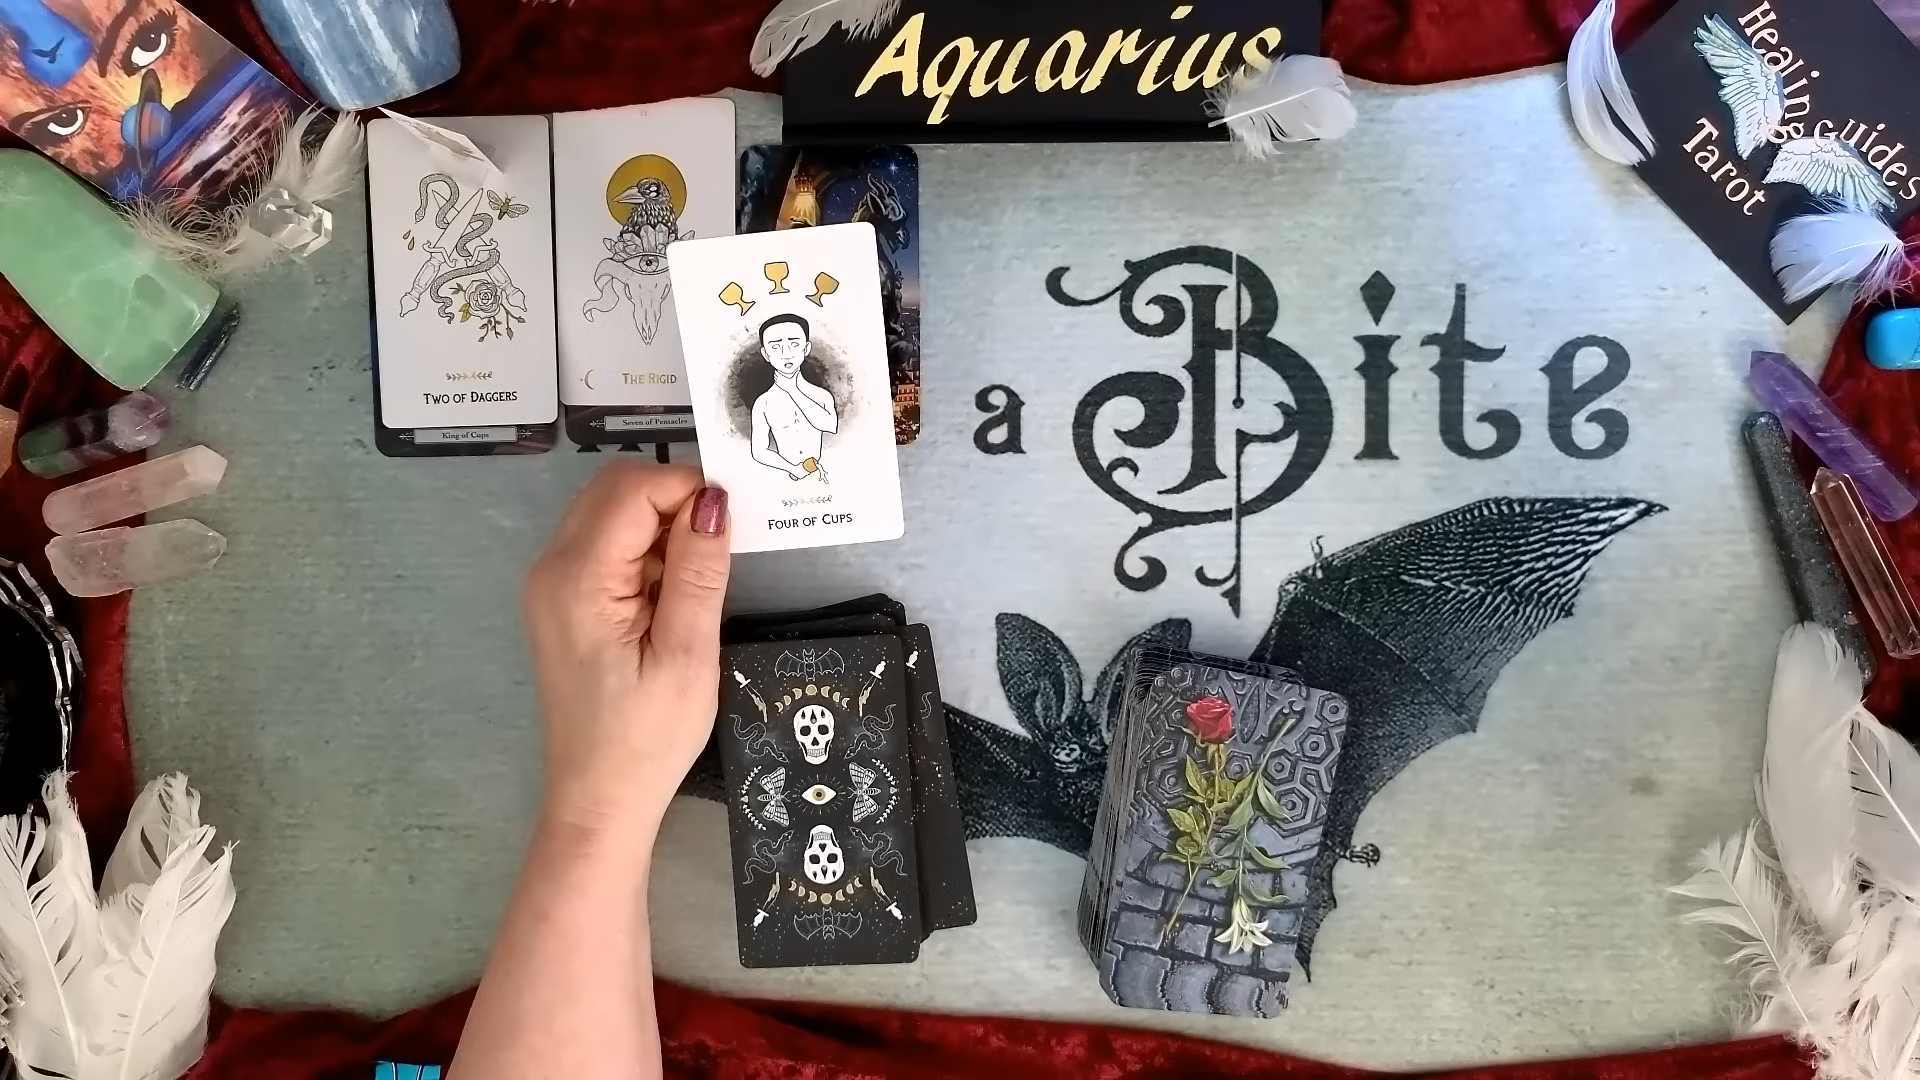 Aquarius
Healing Guides
Tarot
TWO OF DAGGERS
King of Cups
THE RIGID
Seven of Pentacles
FOUR OF CUPS
a Bite